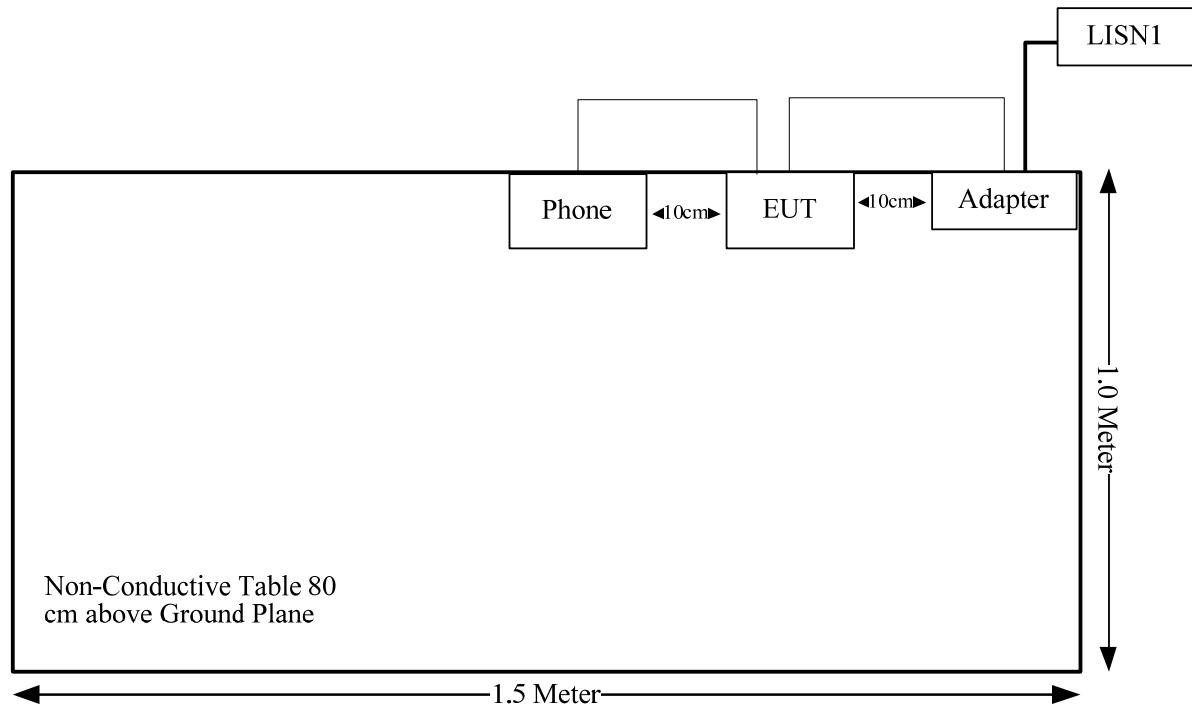 LISN1
Phone
10cm
EUT
10cm
Adapter
1.0 Meter
Non-Conductive Table 80
cm above Ground Plane
1.5 Meter